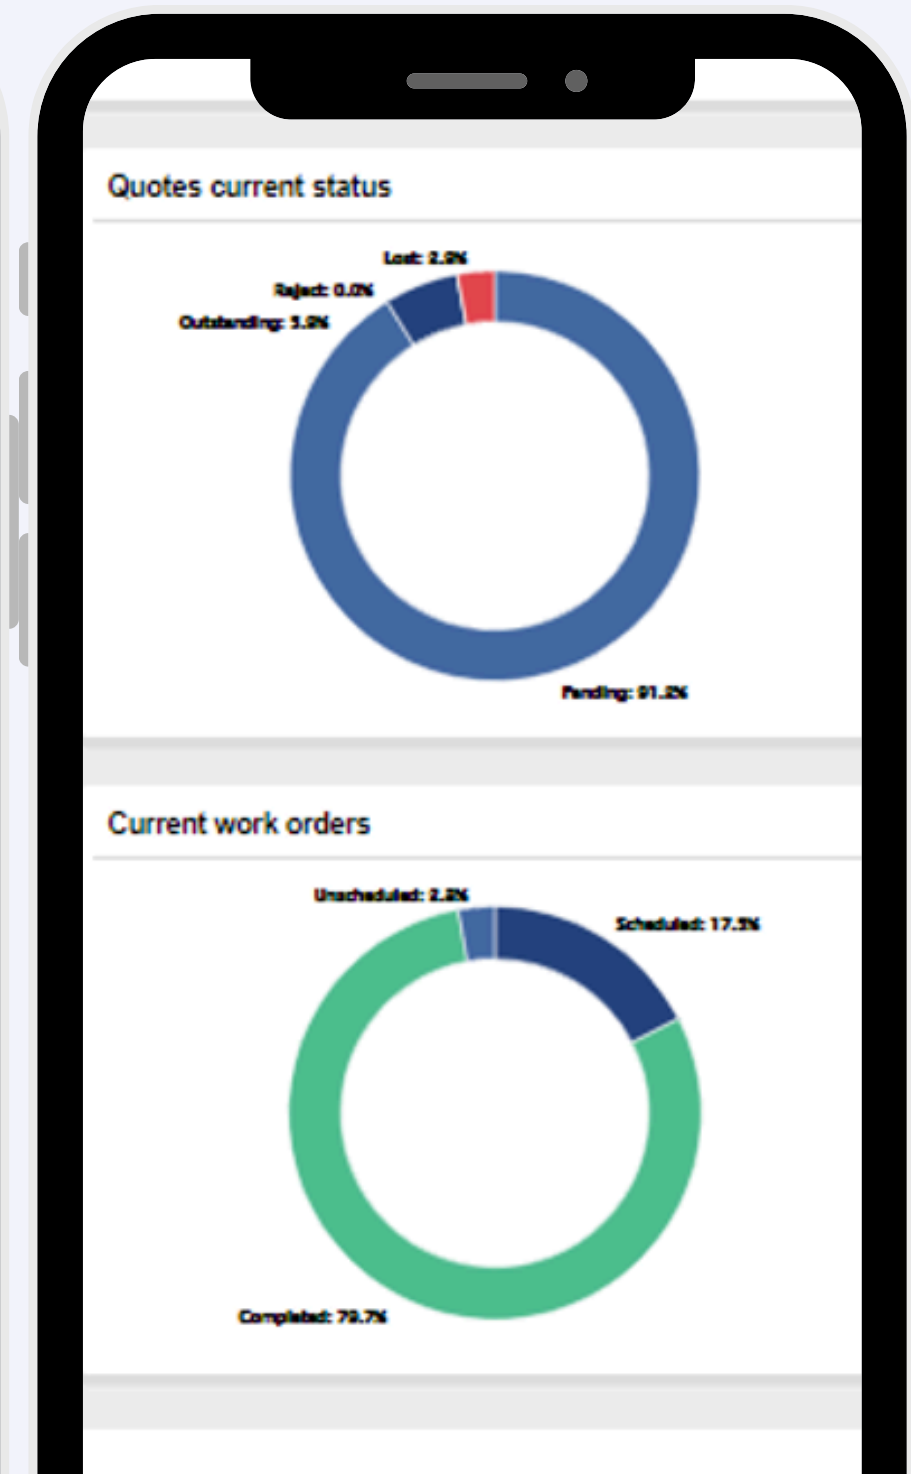 Quotes current status
Lost: 2.9%
Reject: 0.0%
Outstanding: 5.9%
Pending: 91.2%
Current work orders
Unscheduled: 2.8%
Scheduled: 17.5%
Completed: 79.7%